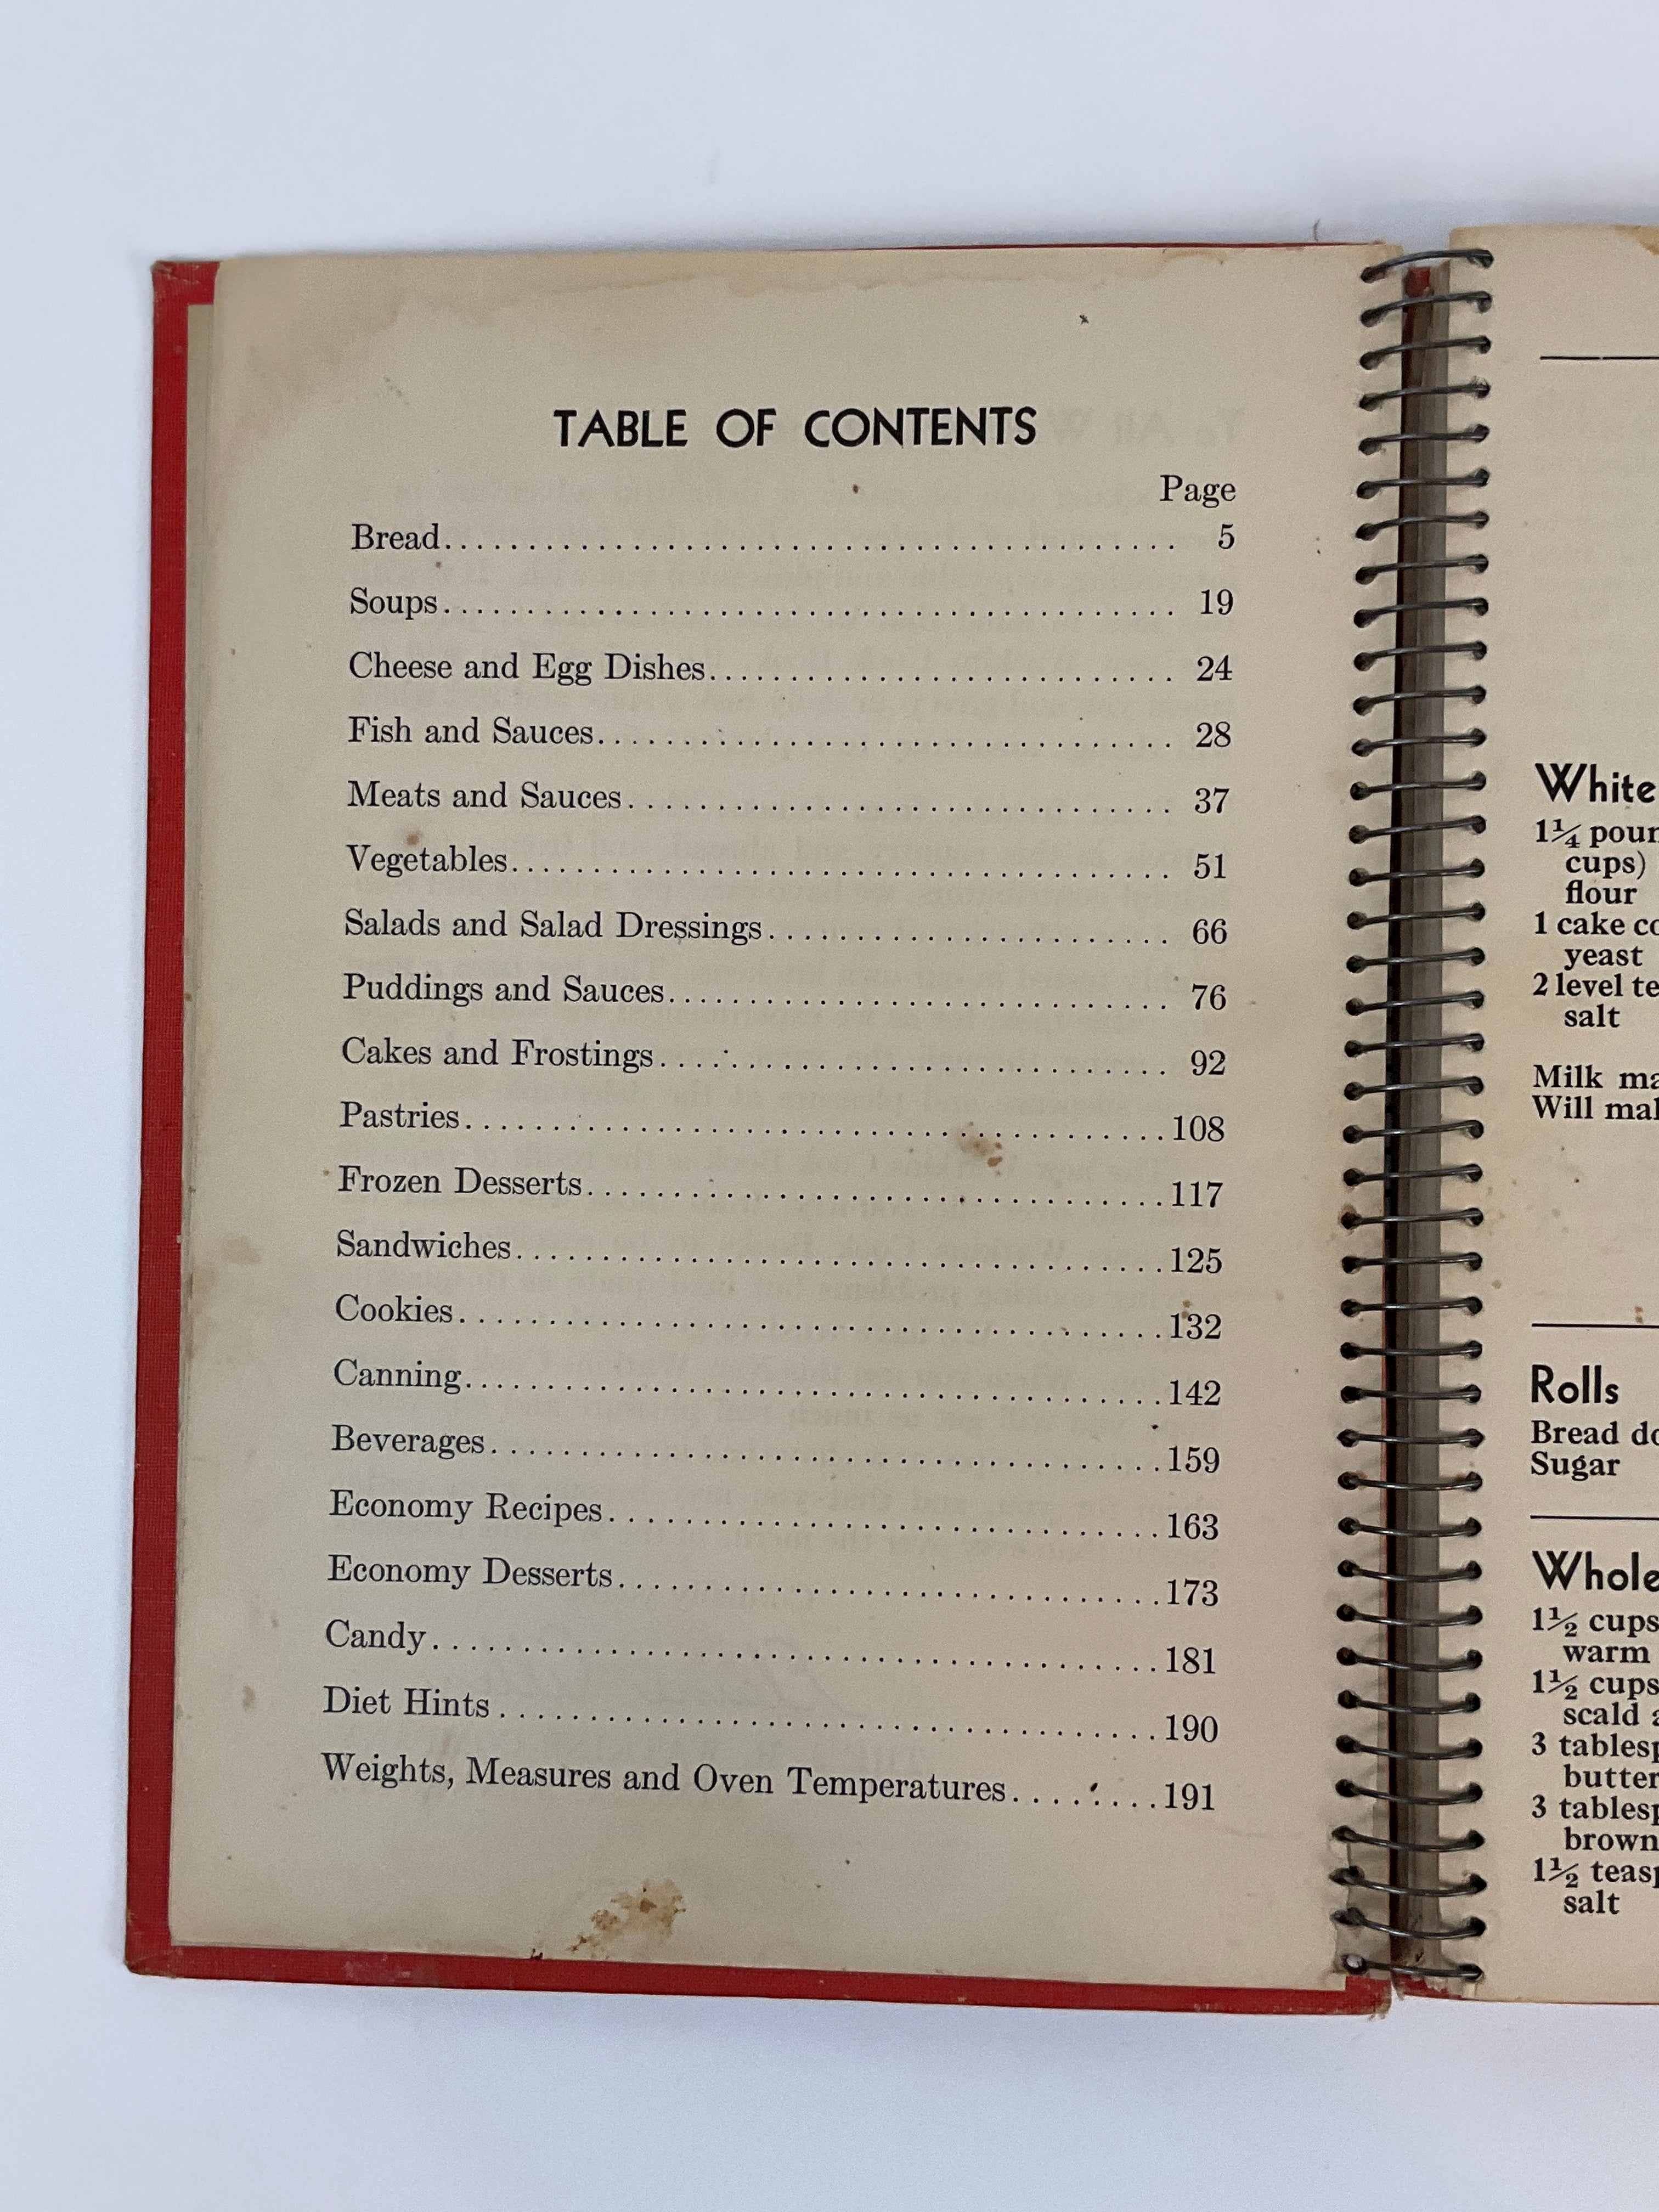 TABLE OF CONTENTS
Page
Bread........................................ 5
Soups........................................ 19
Cheese and Egg Dishes........................... 24
Fish and Sauces................................. 28
Meats and Sauces............................... 37
Vegetables..................................... 51
Salads and Salad Dressings....................... 66
Puddings and Sauces............................. 76
Cakes and Frostings............................. 92
Pastries.......................................108
Frozen Desserts.................................117
Sandwiches.....................................125
Cookies........................................132
Canning.......................................142
Beverages......................................159
Economy Recipes................................163
Economy Desserts...............................173
Candy.........................................181
Diet Hints.....................................190
Weights, Measures and Oven Temperatures.........191
White
1¼ poun
cups)
flour
1 cake co
yeast
2 level te
salt
Milk ma
Will mak
Rolls
Bread do
Sugar
Whole
1½ cups
warm
1½ cups
scald a
3 tablesp
butter
3 tablesp
brown
1½ teasp
salt